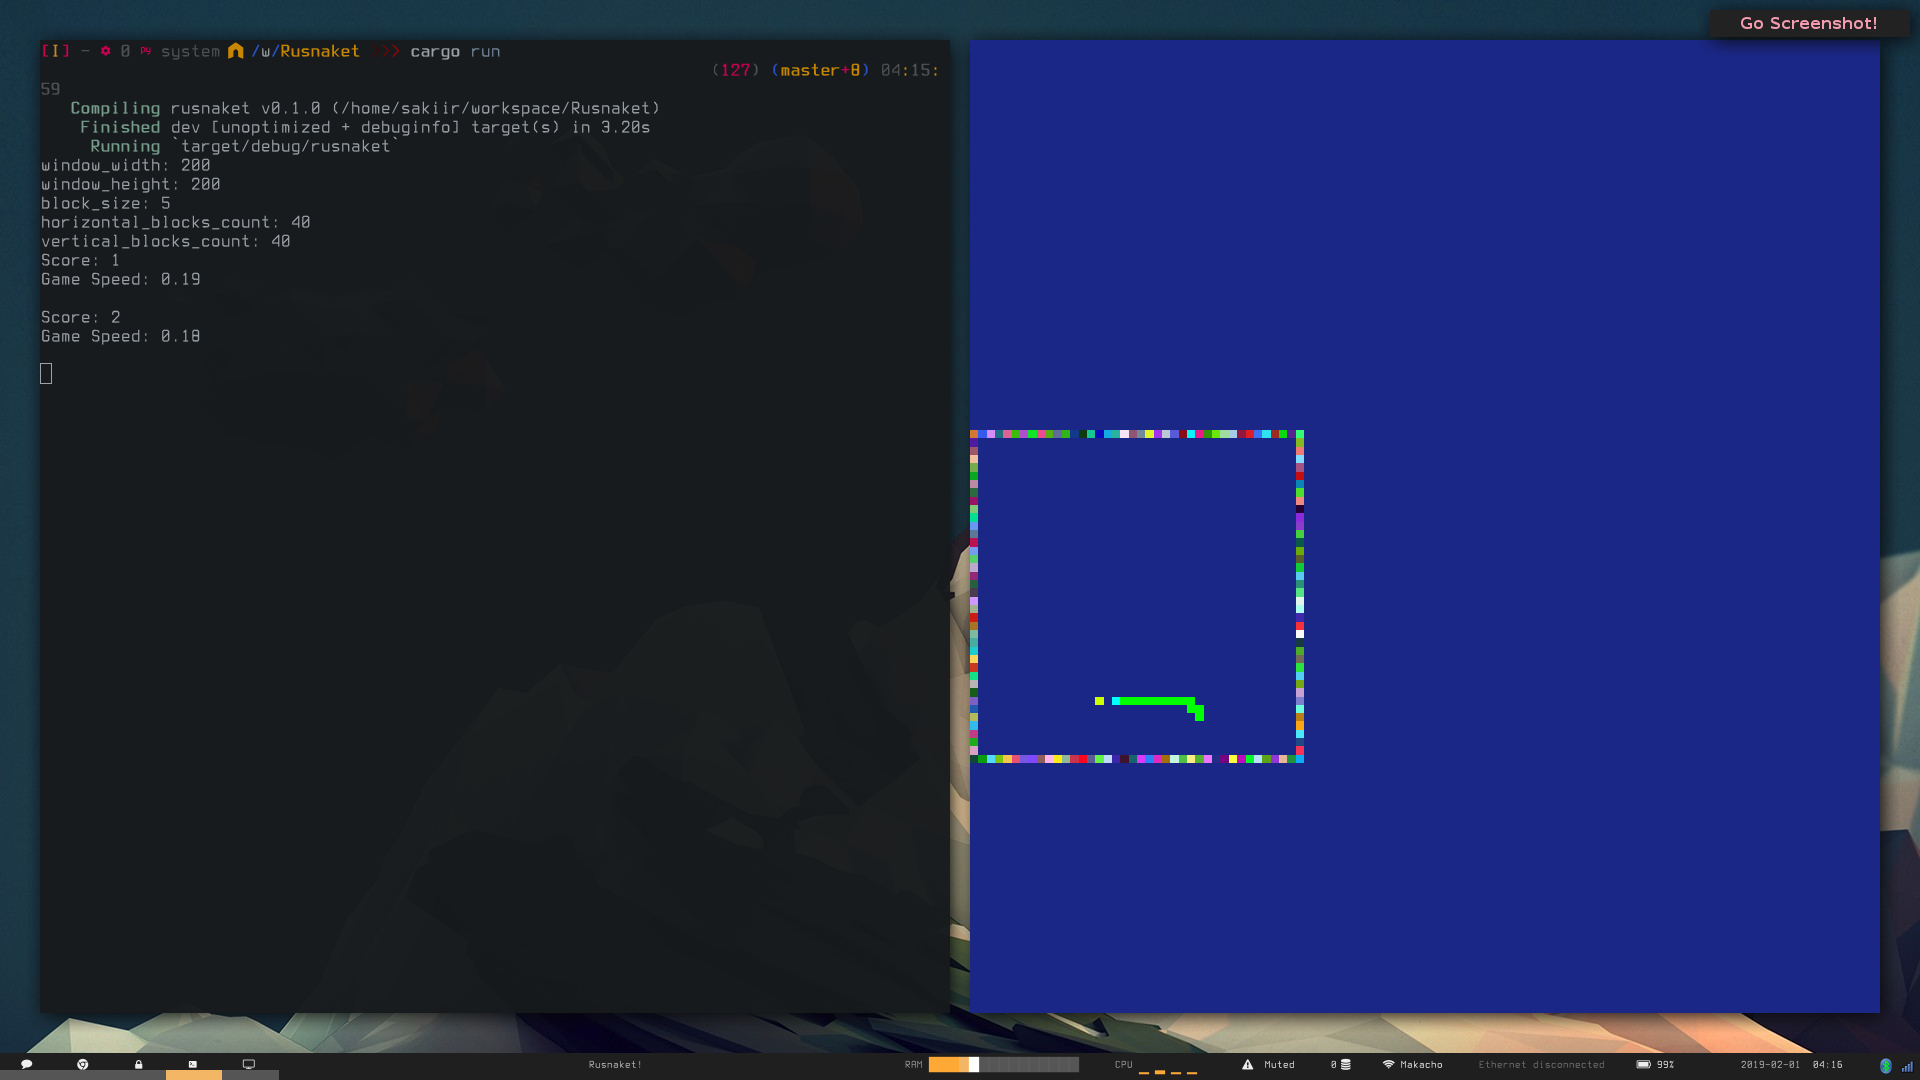 Go Screenshot!
[I] - 0 py system /w/Rusnaket >> cargo run
(127) (master+8) 04:15:
59
Compiling rusnaket v0.1.0 (/home/sakiir/workspace/Rusnaket)
Finished dev [unoptimized + debuginfo] target(s) in 3.20s
Running `target/debug/rusnaket`
window_width: 200
window_height: 200
block_size: 5
horizontal_blocks_count: 40
vertical_blocks_count: 40
Score: 1
Game Speed: 0.19
Score: 2
Game Speed: 0.18
Rusnaket! RAM CPU Muted 0 Makacho Ethernet disconnected 99% 2019-02-01 04:16